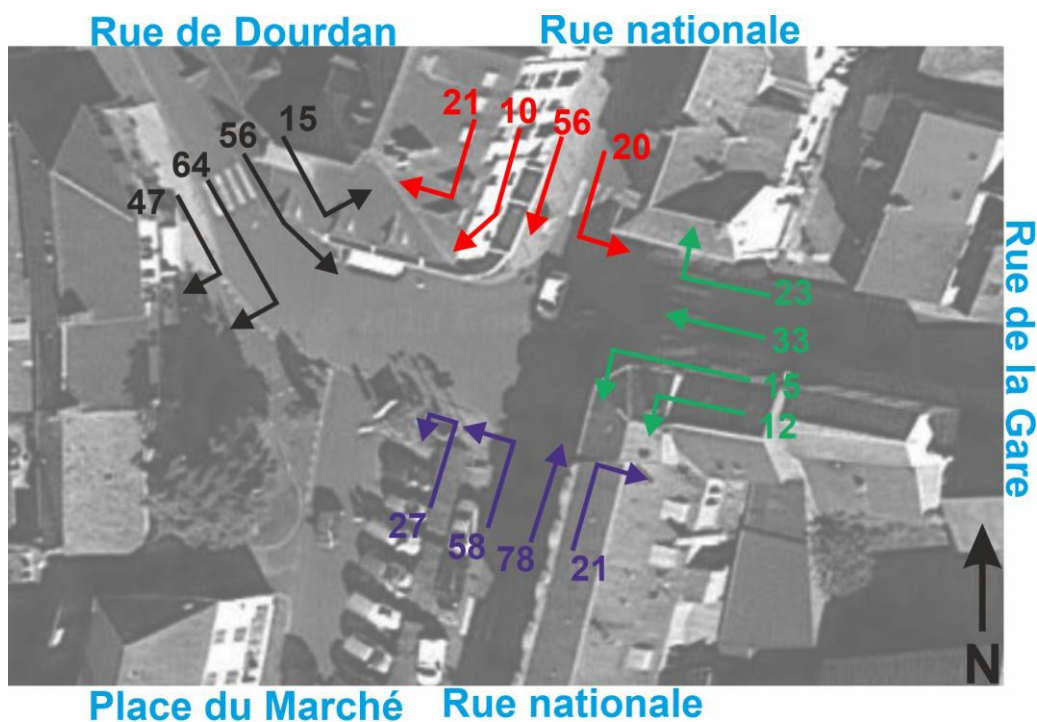 Rue de Dourdan
Rue nationale
21
10
56
15
56
20
64
47
Rue de la Gare
23
33
15
12
27
58
78
21
N
Place du Marché
Rue nationale